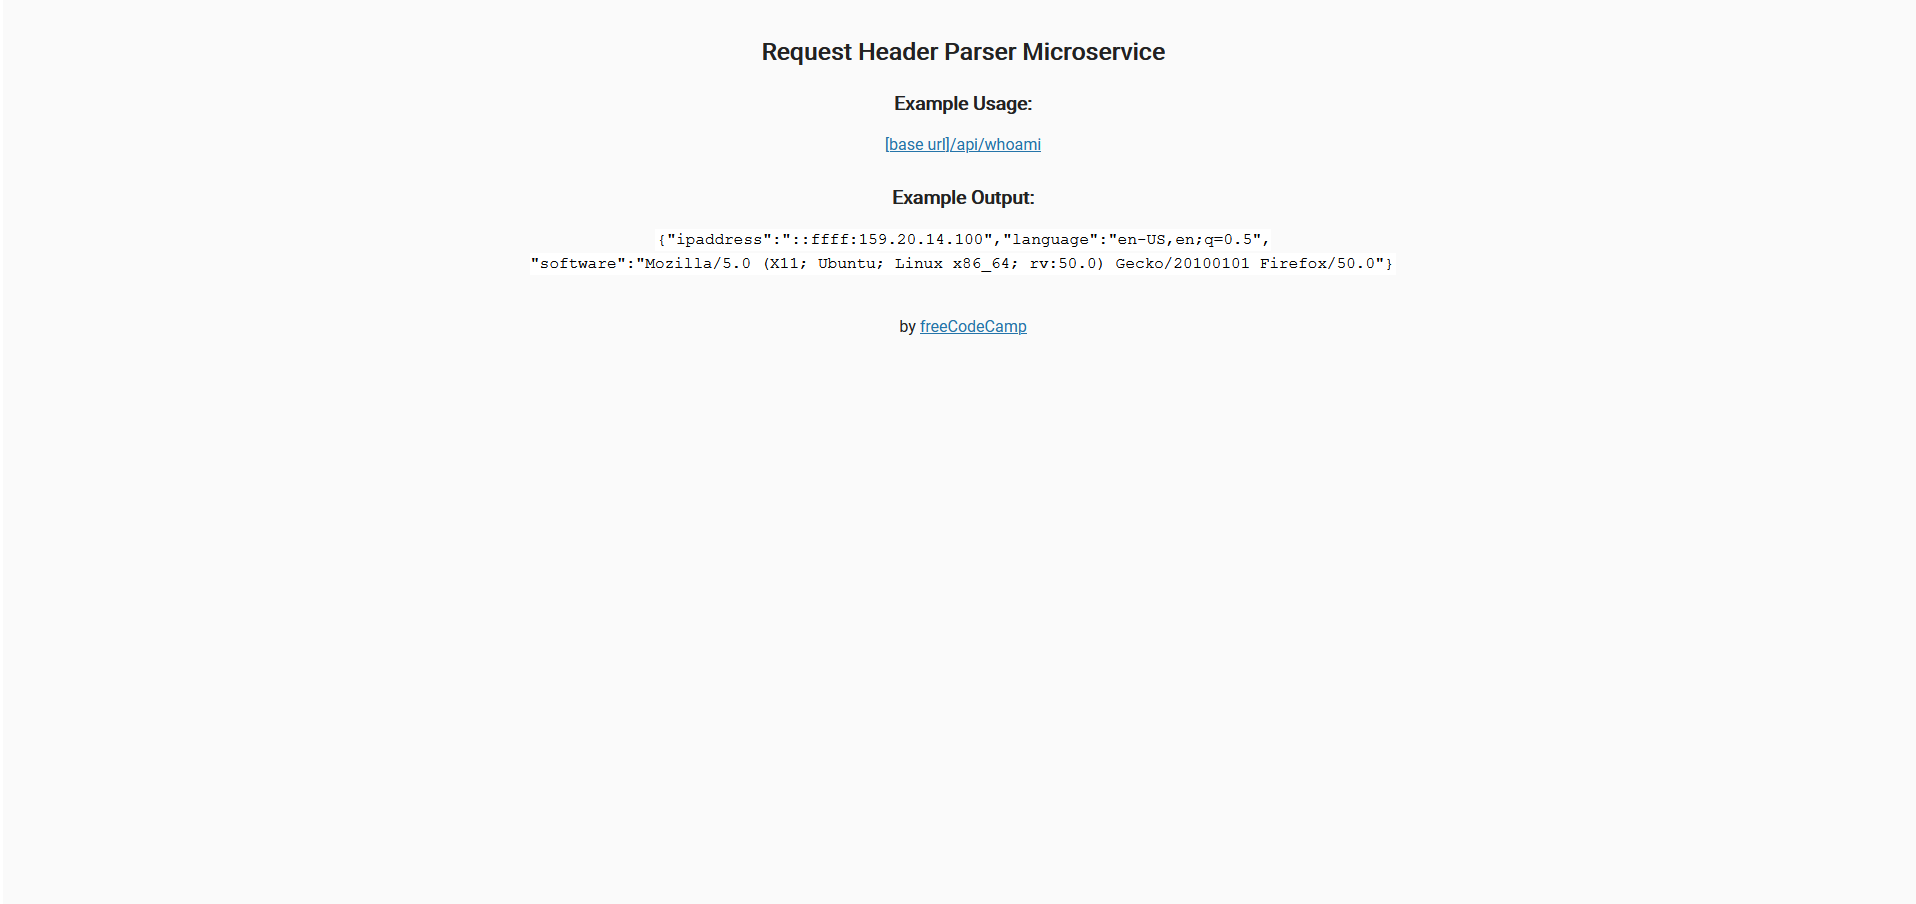 Request Header Parser Microservice
Example Usage:
[base url]/api/whoami
Example Output:
{"ipaddress":"::ffff:159.20.14.100","language":"en-US,en;q=0.5",
"software":"Mozilla/5.0 (X11; Ubuntu; Linux x86_64; rv:50.0) Gecko/20100101 Firefox/50.0"}
by freeCodeCamp